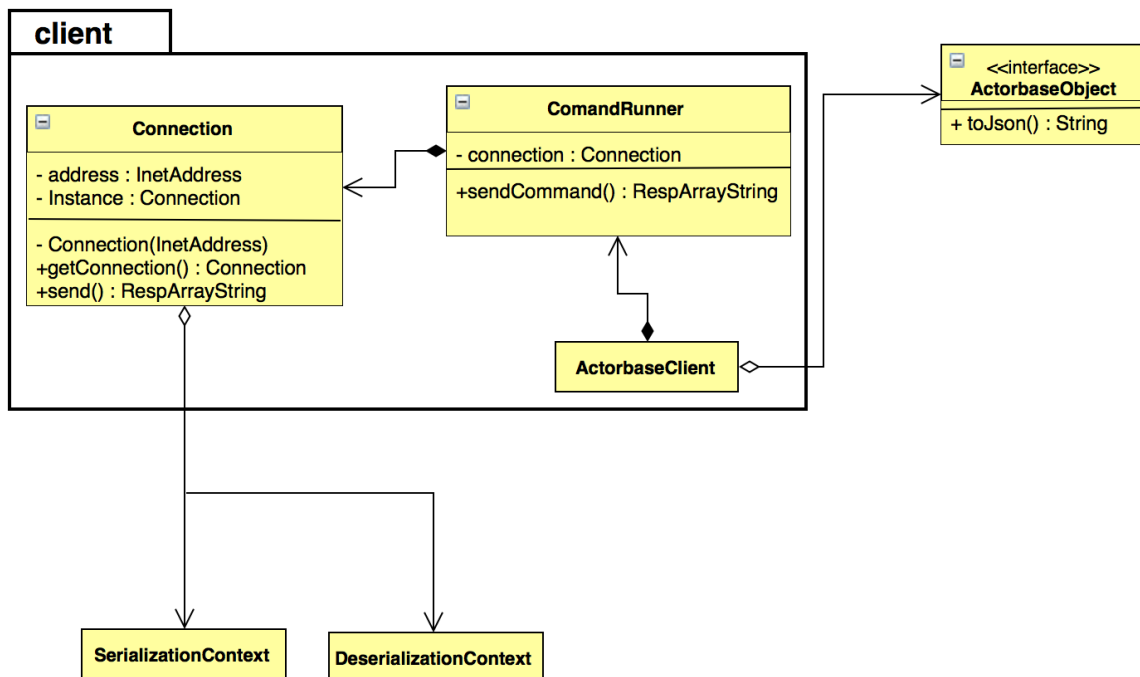 client
Connection
- address : InetAddress
- Instance : Connection
- Connection(InetAddress)
+getConnection() : Connection
+send() : RespArrayString
ComandRunner
- connection : Connection
+sendCommand() : RespArrayString
ActorbaseClient
<<interface>>
ActorbaseObject
+ toJson() : String
SerializationContext
DeserializationContext